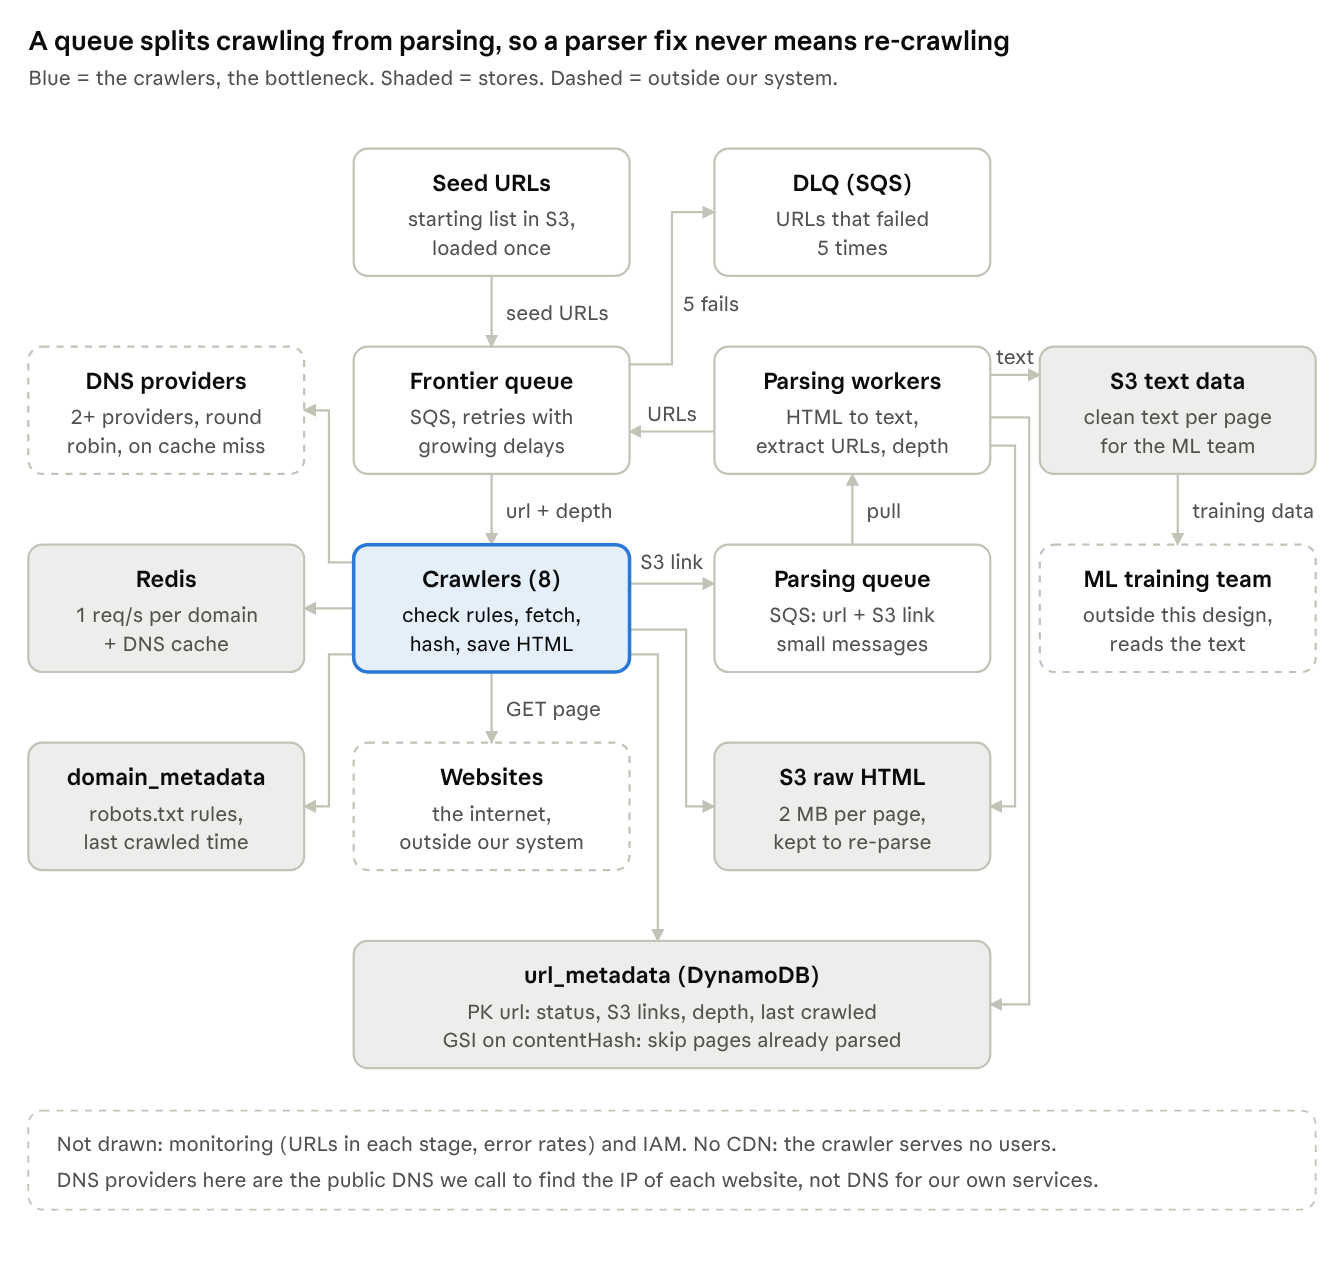 A queue splits crawling from parsing, so a parser fix never means re-crawling
Blue = the crawlers, the bottleneck. Shaded = stores. Dashed = outside our system.
Seed URLs
starting list in S3,
loaded once
DLQ (SQS)
URLs that failed
5 times
seed URLs
5 fails
DNS providers
2+ providers, round
robin, on cache miss
Frontier queue
SQS, retries with
growing delays
URLs
Parsing workers
HTML to text,
extract URLs, depth
text
S3 text data
clean text per page
for the ML team
url + depth
pull
training data
Redis
1 req/s per domain
+ DNS cache
Crawlers (8)
check rules, fetch,
hash, save HTML
S3 link
Parsing queue
SQS: url + S3 link
small messages
ML training team
outside this design,
reads the text
GET page
domain_metadata
robots.txt rules,
last crawled time
Websites
the internet,
outside our system
S3 raw HTML
2 MB per page,
kept to re-parse
url_metadata (DynamoDB)
PK url: status, S3 links, depth, last crawled
GSI on contentHash: skip pages already parsed
Not drawn: monitoring (URLs in each stage, error rates) and IAM. No CDN: the crawler serves no users.
DNS providers here are the public DNS we call to find the IP of each website, not DNS for our own services.